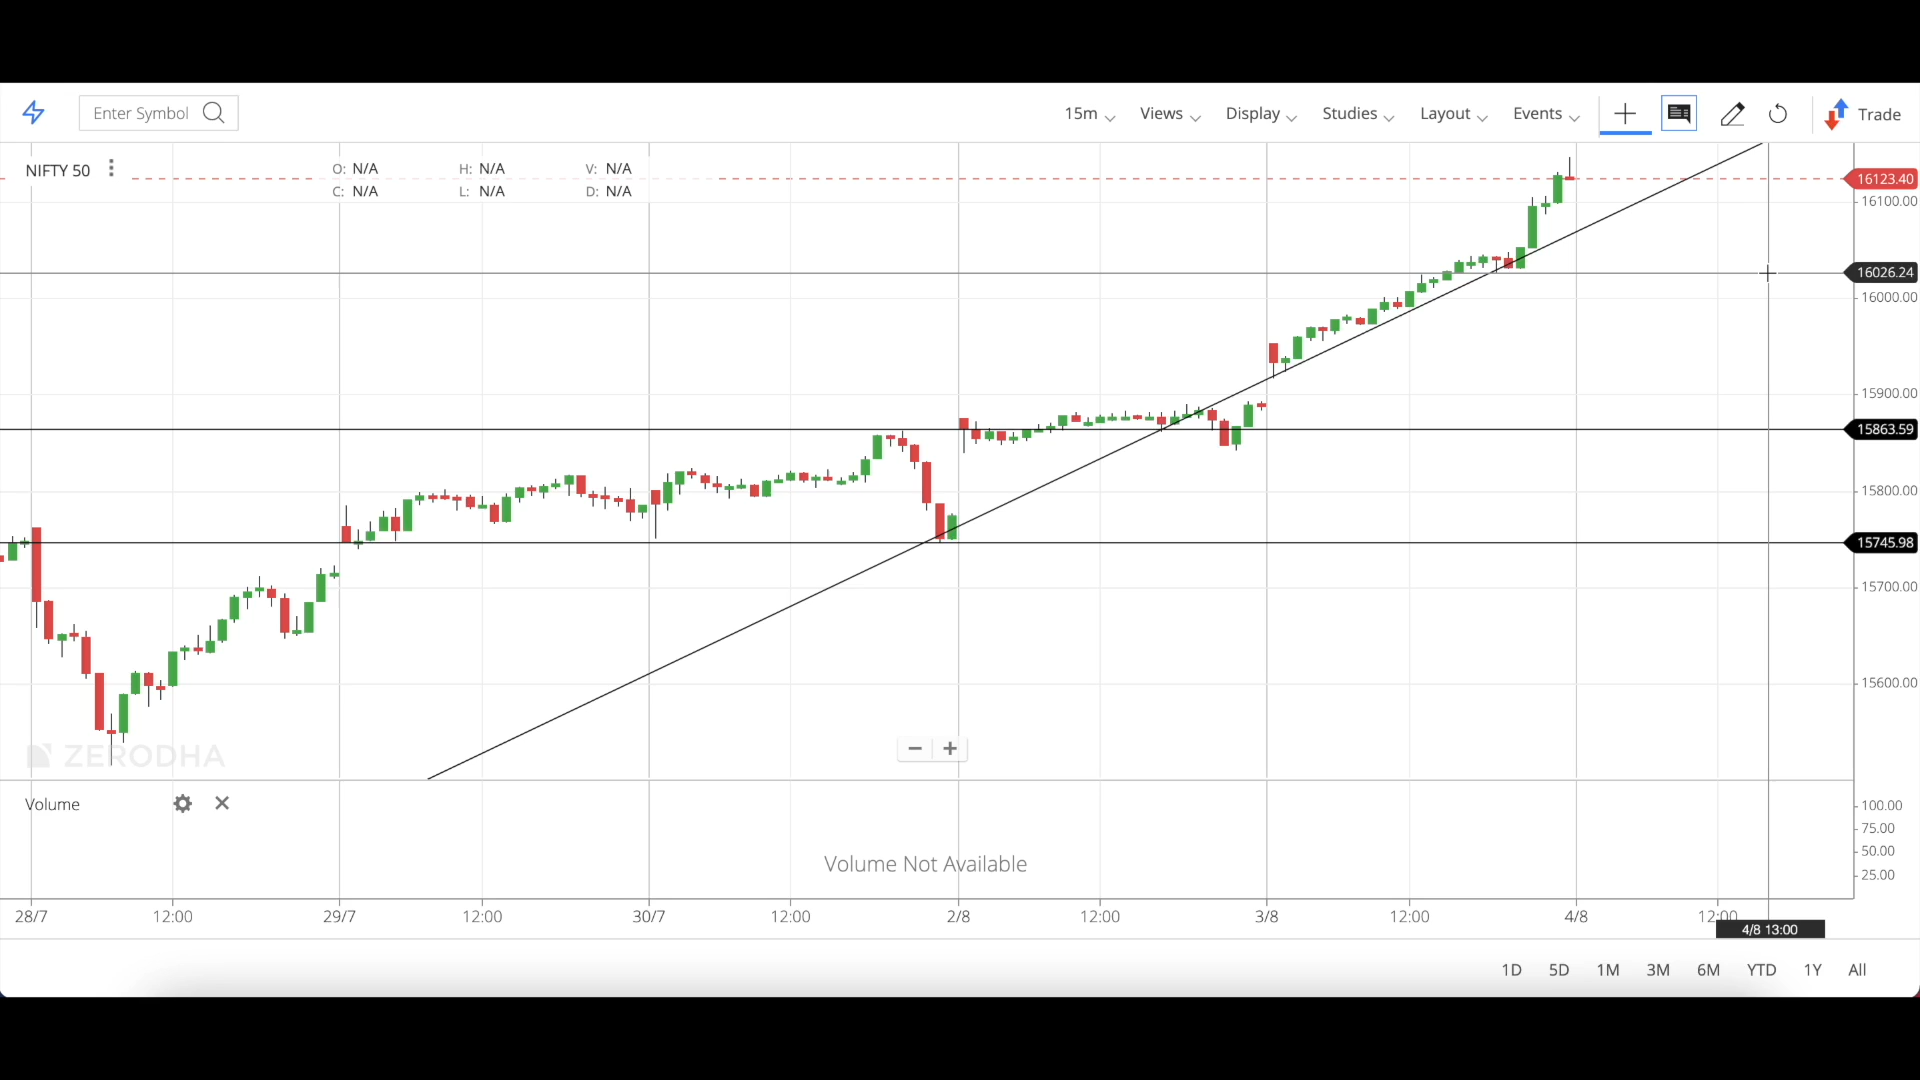 Enter Symbol
15m Views Display Studies Layout Events Trade
NIFTY 50
O: N/A H: N/A V: N/A
C: N/A L: N/A D: N/A
16123.40
16100.00
16026.24
16000.00
15900.00
15863.59
15800.00
15745.98
15700.00
15600.00
ZERODHA
Volume
100.00
75.00
50.00
25.00
Volume Not Available
28/7 12:00 29/7 12:00 30/7 12:00 2/8 12:00 3/8 12:00 4/8 12:00
4/8 13:00
1D 5D 1M 3M 6M YTD 1Y All